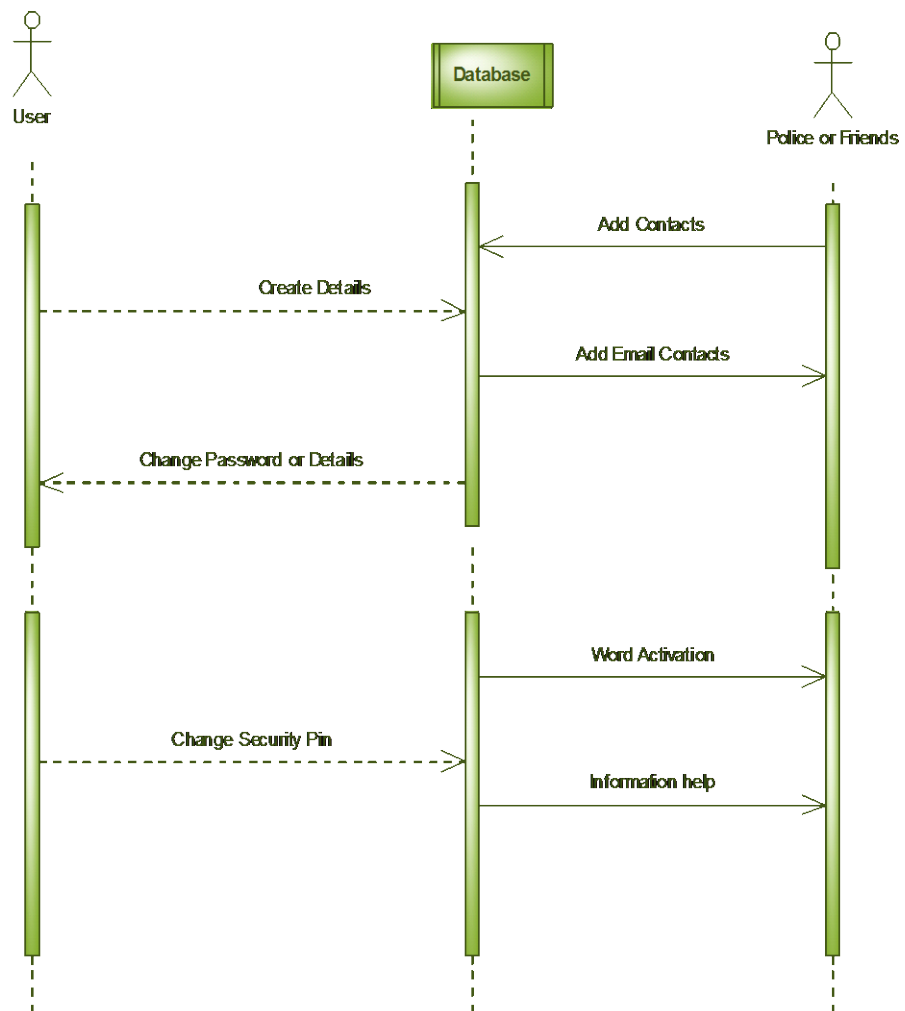 Database
User
Police or Friends
Add Contacts
Create Details
Add Email Contacts
Change Password or Details
Word Activation
Change Security Pin
Information help